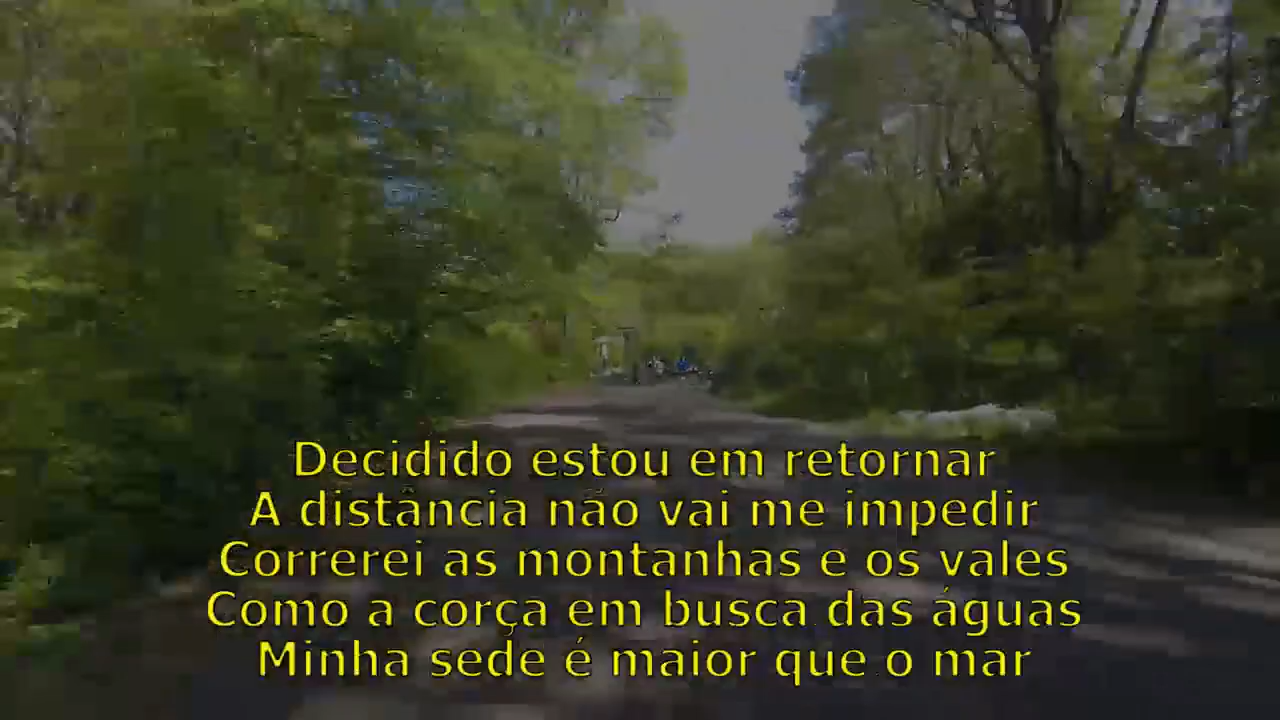 Decidido estou em retornar
A distância não vai me impedir
Correrei as montanhas e os vales
Como a corça em busca das águas
Minha sede é maior que o mar